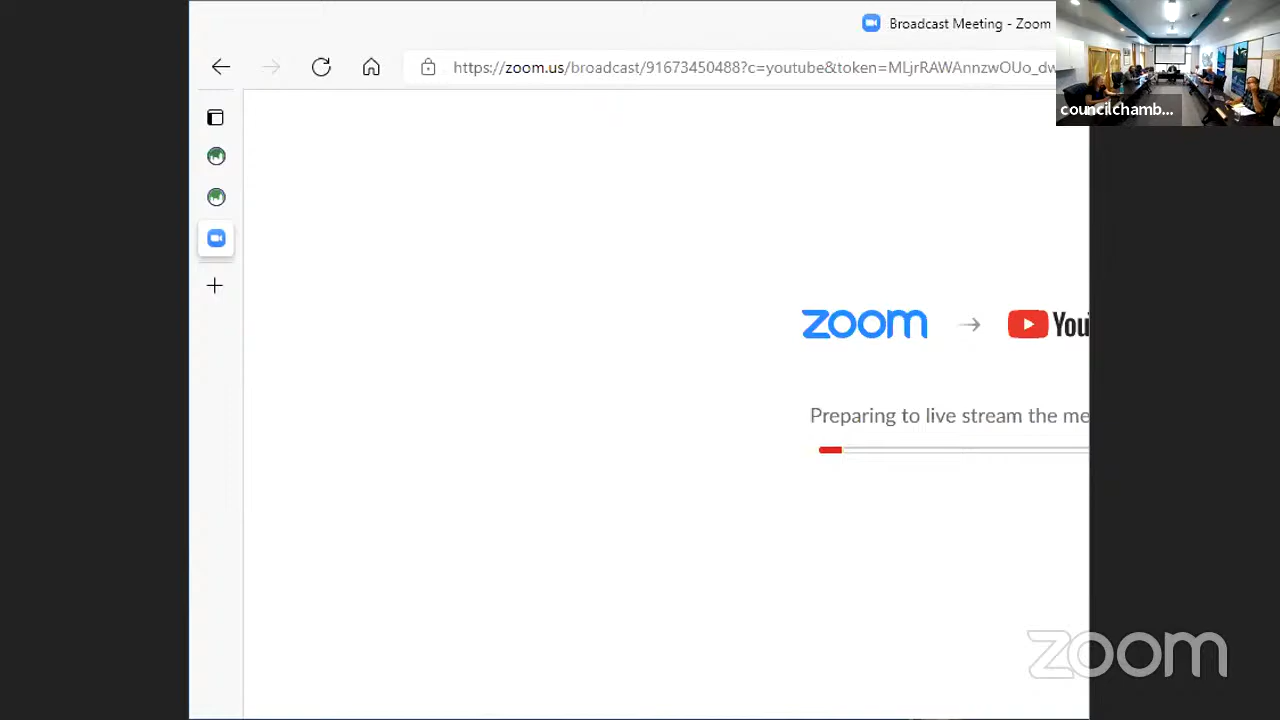 Broadcast Meeting - Zoom
https://zoom.us/broadcast/91673450488?c=youtube&token=MLjrRAWAnnzwOUo_dw
councilchamb...
zoom → You
Preparing to live stream the me
zoom